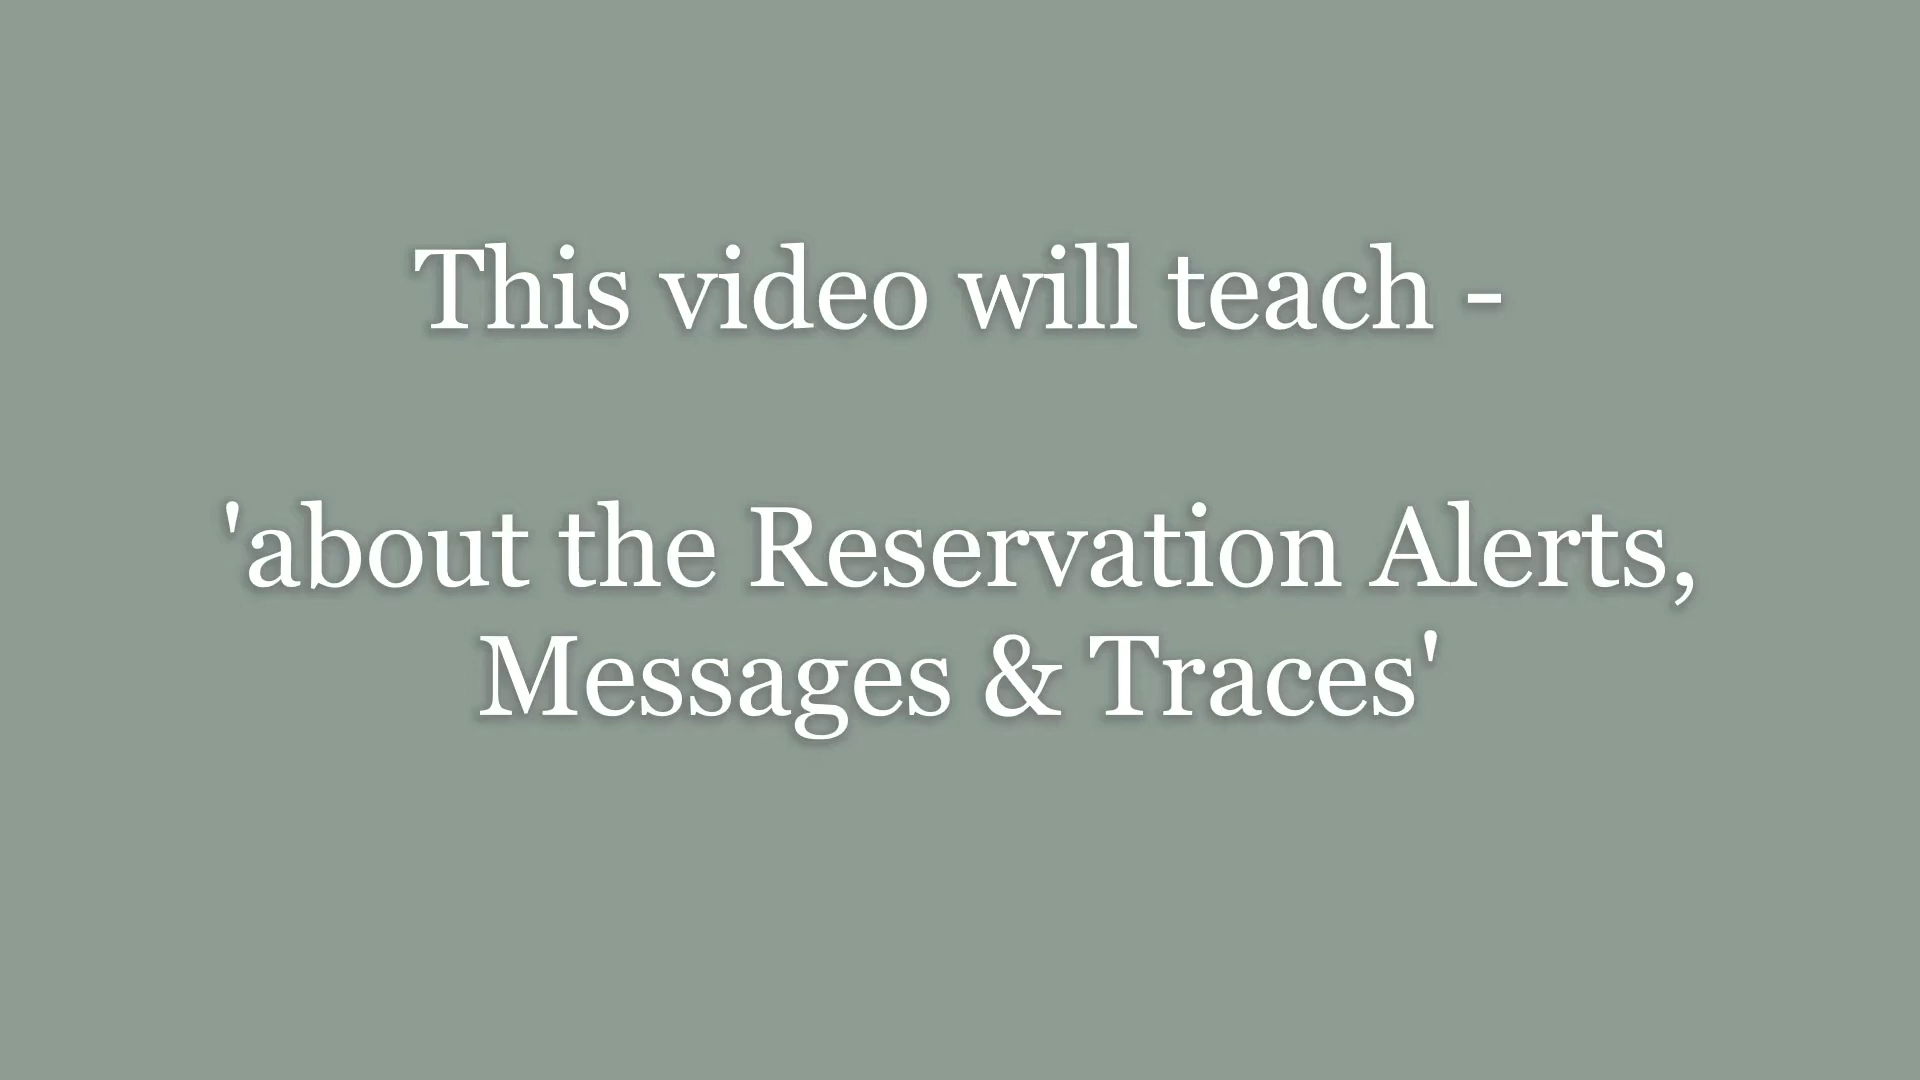 This video will teach -
'about the Reservation Alerts,
Messages & Traces'